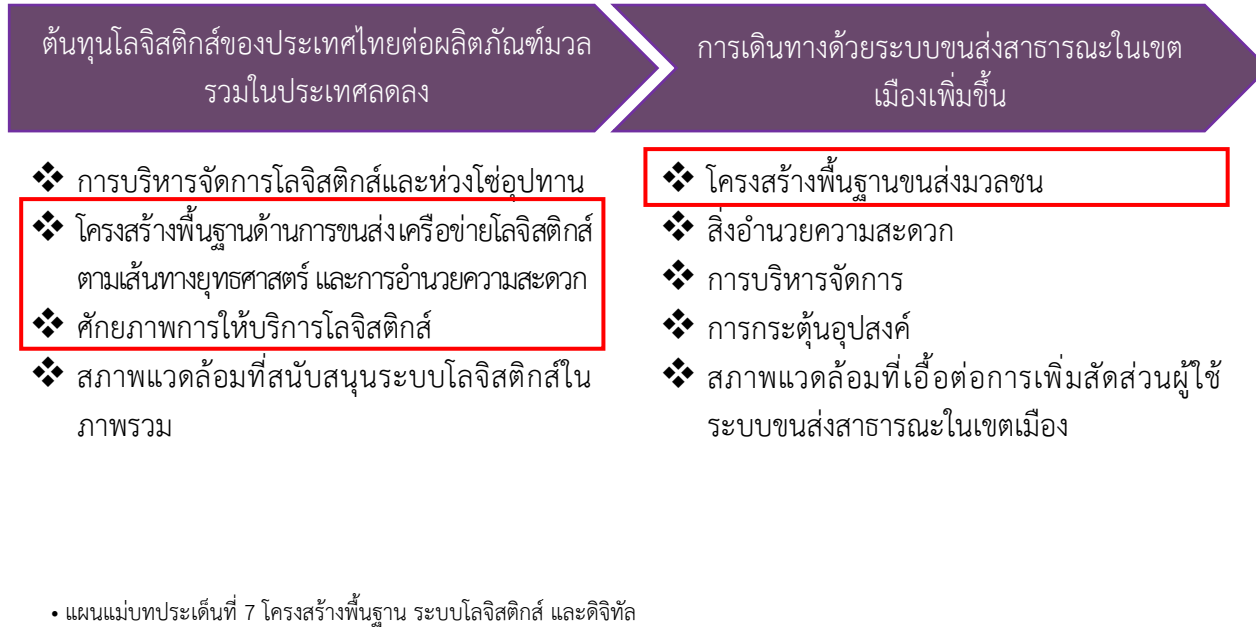 ต้นทุนโลจิสติกส์ของประเทศไทยต่อผลิตภัณฑ์มวล
รวมในประเทศลดลง
การเดินทางด้วยระบบขนส่งสาธารณะในเขต
เมืองเพิ่มขึ้น
❖ การบริหารจัดการโลจิสติกส์และห่วงโซ่อุปทาน
❖ โครงสร้างพื้นฐานด้านการขนส่ง เครือข่ายโลจิสติกส์
ตามเส้นทางยุทธศาสตร์ และการอำนวยความสะดวก
❖ ศักยภาพการให้บริการโลจิสติกส์
❖ สภาพแวดล้อมที่สนับสนุนระบบโลจิสติกส์ใน
ภาพรวม
❖ โครงสร้างพื้นฐานขนส่งมวลชน
❖ สิ่งอำนวยความสะดวก
❖ การบริหารจัดการ
❖ การกระตุ้นอุปสงค์
❖ สภาพแวดล้อมที่เอื้อต่อการเพิ่มสัดส่วนผู้ใช้
ระบบขนส่งสาธารณะในเขตเมือง
• แผนแม่บทประเด็นที่ 7 โครงสร้างพื้นฐาน ระบบโลจิสติกส์ และดิจิทัล